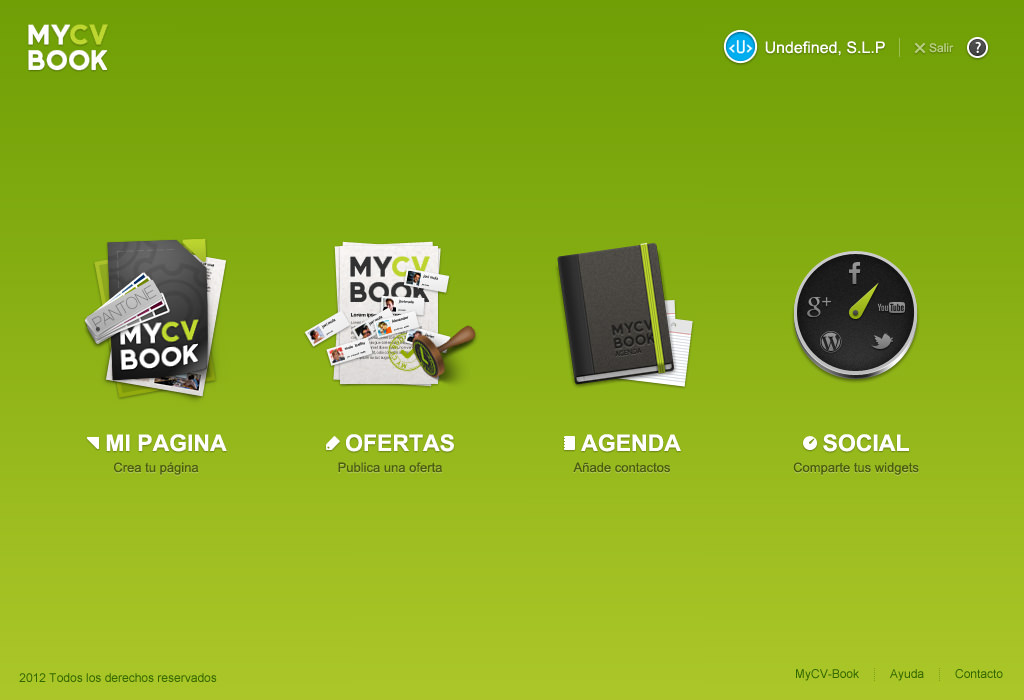 MYCV
BOOK
<U>
Undefined, S.L.P
Salir
?
PANTONE
MYCV
BOOK
MYCV
BOOK
Lorem ipsum
MYCV
BOOK
AGENDA
f
g+
YouTube
MI PAGINA
Crea tu página
OFERTAS
Publica una oferta
AGENDA
Añade contactos
SOCIAL
Comparte tus widgets
2012 Todos los derechos reservados
MyCV-Book
Ayuda
Contacto